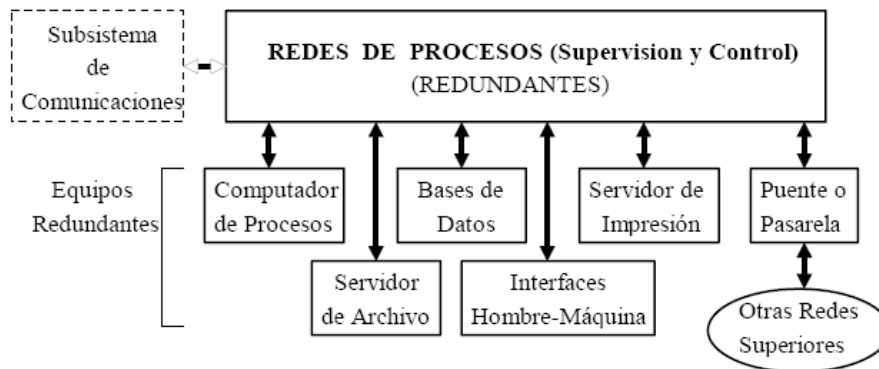 Subsistema
de
Comunicaciones
REDES DE PROCESOS (Supervision y Control)
(REDUNDANTES)
Equipos
Redundantes
Computador
de Procesos
Bases de
Datos
Servidor de
Impresión
Puente o
Pasarela
Servidor
de Archivo
Interfaces
Hombre-Máquina
Otras Redes
Superiores